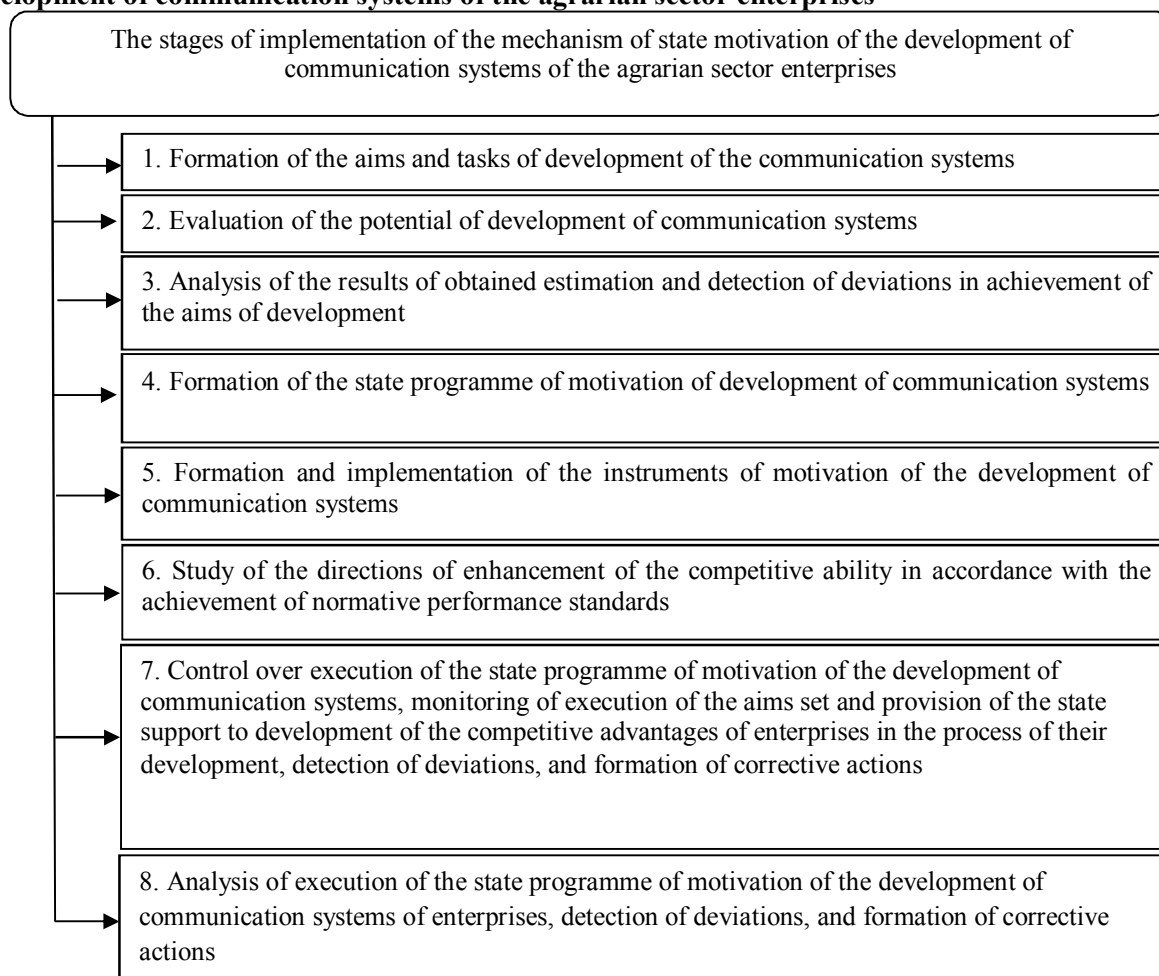 of communication systems of the agrarian sector enterprises
The stages of implementation of the mechanism of state motivation of the development of
communication systems of the agrarian sector enterprises
1. Formation of the aims and tasks of development of the communication systems
2. Evaluation of the potential of development of communication systems
3. Analysis of the results of obtained estimation and detection of deviations in achievement of
the aims of development
4. Formation of the state programme of motivation of development of communication systems
5. Formation and implementation of the instruments of motivation of the development of
communication systems
6. Study of the directions of enhancement of the competitive ability in accordance with the
achievement of normative performance standards
7. Control over execution of the state programme of motivation of the development of
communication systems, monitoring of execution of the aims set and provision of the state
support to development of the competitive advantages of enterprises in the process of their
development, detection of deviations, and formation of corrective actions
8. Analysis of execution of the state programme of motivation of the development of
communication systems of enterprises, detection of deviations, and formation of corrective
actions